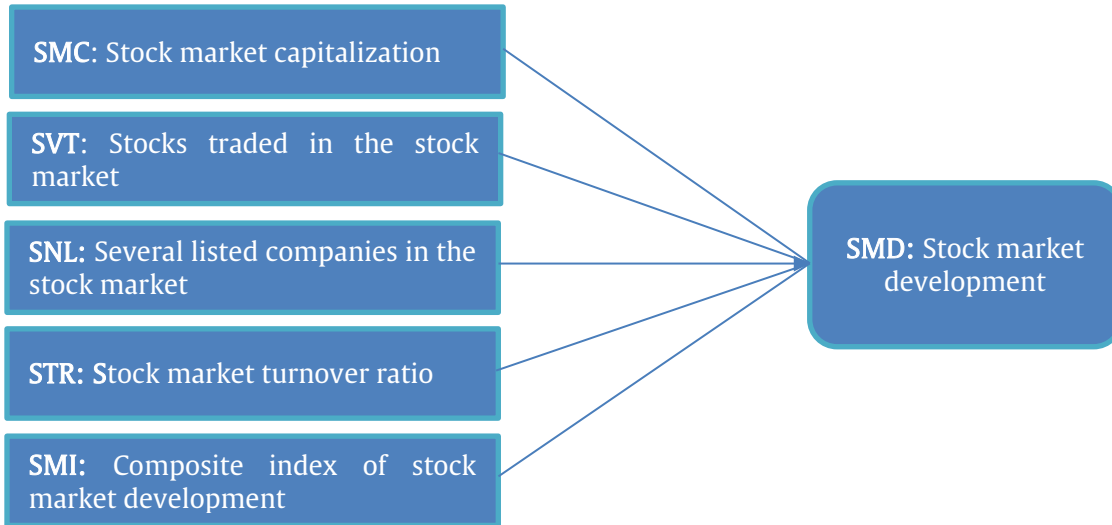 SMC: Stock market capitalization
SVT: Stocks traded in the stock
market
SNL: Several listed companies in the
stock market
STR: Stock market turnover ratio
SMI: Composite index of stock
market development
SMD: Stock market
development